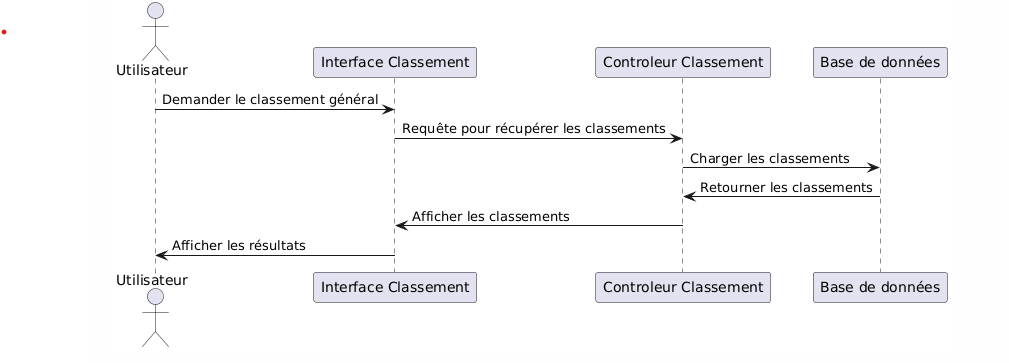 Utilisateur
Interface Classement
Controleur Classement
Base de données
Demander le classement général
Requête pour récupérer les classements
Charger les classements
Retourner les classements
Afficher les classements
Afficher les résultats
Utilisateur
Interface Classement
Controleur Classement
Base de données